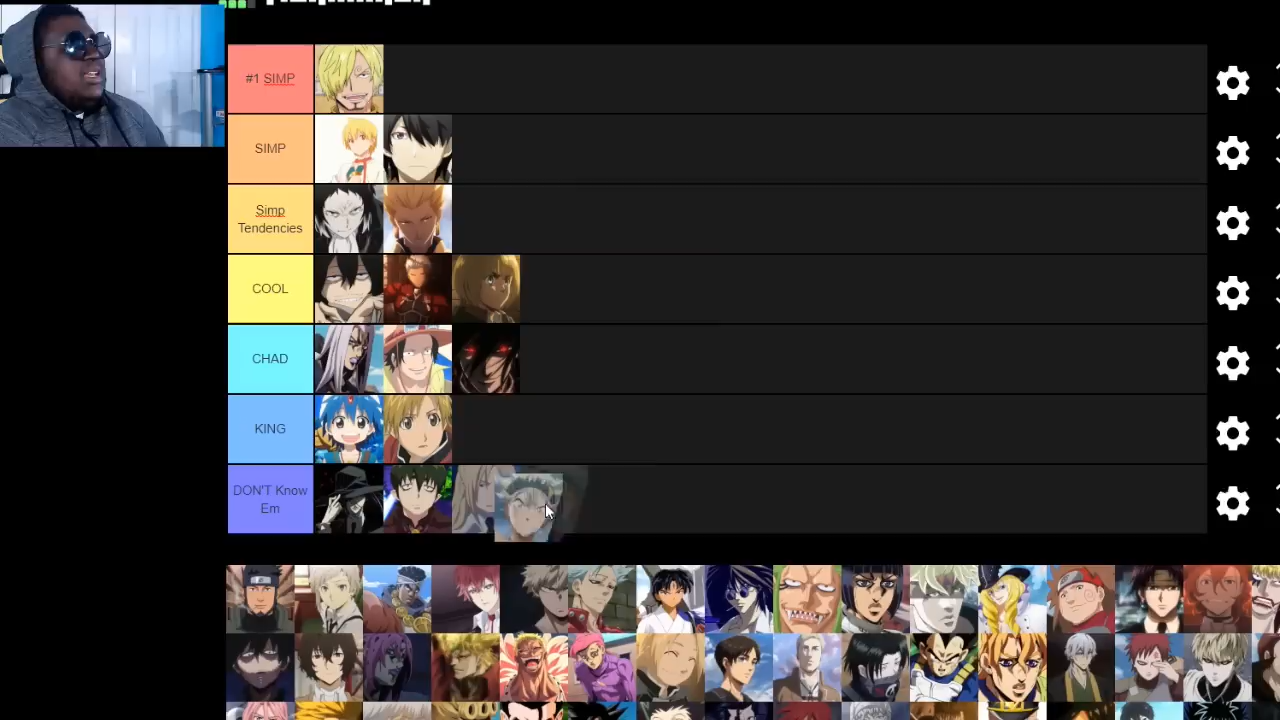 #1 SIMP
SIMP
Simp
Tendencies
COOL
CHAD
KING
DON'T Know
Em